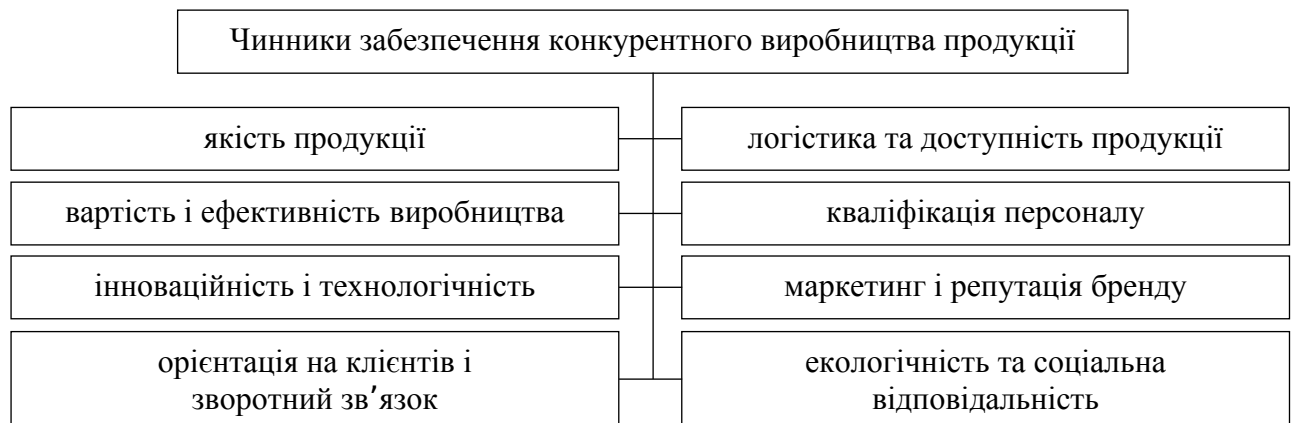 Чинники забезпечення конкурентного виробництва продукції
якість продукції
логістика та доступність продукції
вартість і ефективність виробництва
кваліфікація персоналу
інноваційність і технологічність
маркетинг і репутація бренду
орієнтація на клієнтів і
зворотний зв’язок
екологічність та соціальна
відповідальність